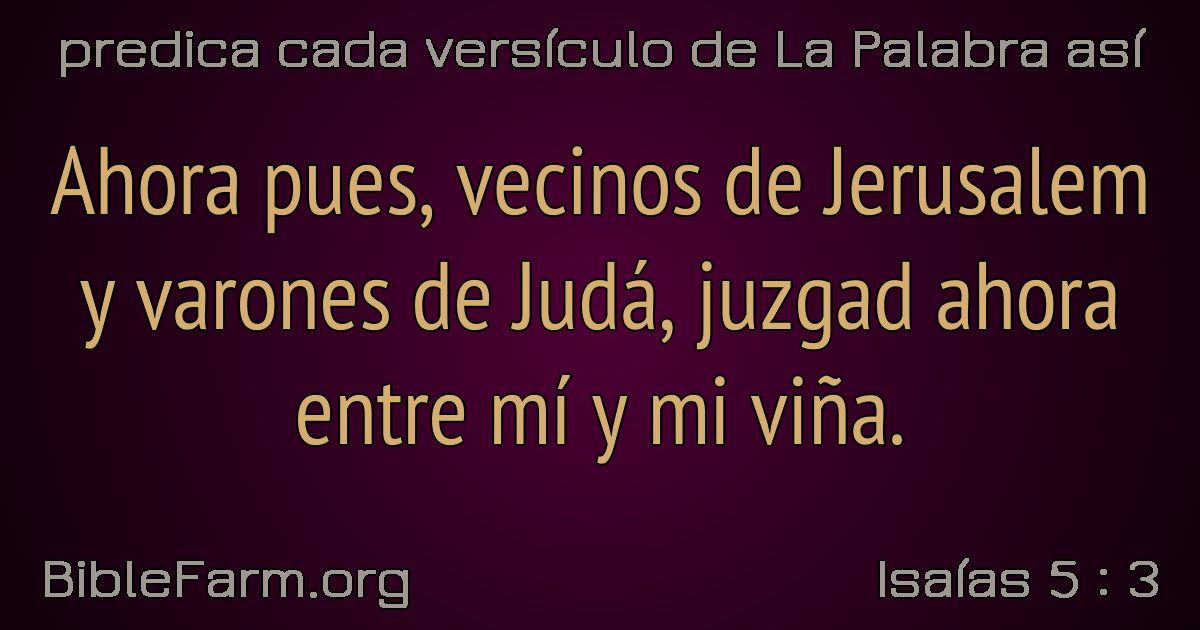 predica cada versículo de La Palabra así
Ahora pues, vecinos de Jerusalem
y varones de Judá, juzgad ahora
entre mí y mi viña.
BibleFarm.org
Isaías 5 : 3